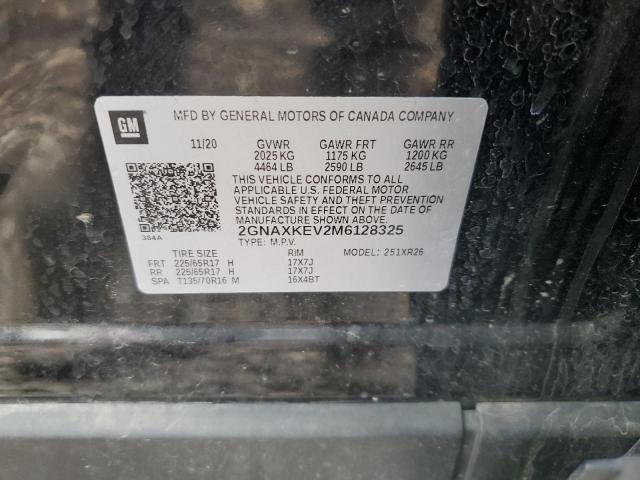 GM
MFD BY GENERAL MOTORS OF CANADA COMPANY
11/20 GVWR GAWR FRT GAWR RR
2025 KG 1175 KG 1200 KG
4464 LB 2590 LB 2645 LB
THIS VEHICLE CONFORMS TO ALL
APPLICABLE U.S. FEDERAL MOTOR
VEHICLE SAFETY AND THEFT PREVENTION
STANDARDS IN EFFECT ON THE DATE
OF MANUFACTURE SHOWN ABOVE.
384A 2GNAXKEV2M6128325
TYPE: M.P.V. MODEL: 251XR26
TIRE SIZE RIM
FRT 225/65R17 H 17X7J
RR 225/65R17 H 17X7J
SPA T135/70R16 M 16X4BT